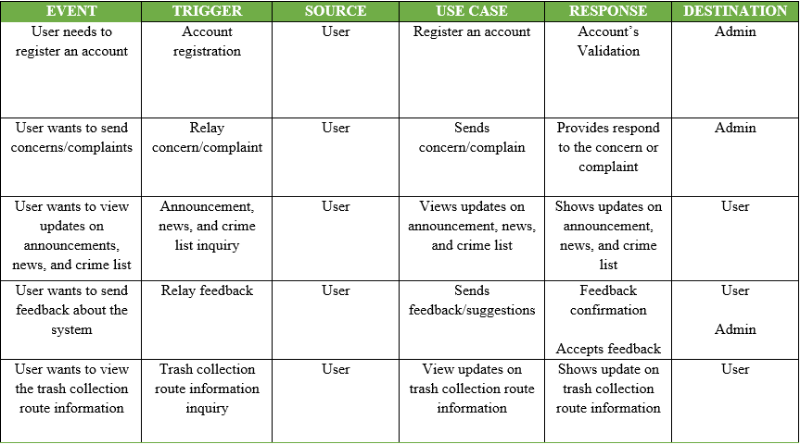 EVENT TRIGGER SOURCE USE CASE RESPONSE DESTINATION
User needs to register an account Account registration User Register an account Account's Validation Admin
User wants to send concerns/complaints Relay concern/complaint User Sends concern/complain Provides respond to the concern or complaint Admin
User wants to view updates on announcements, news, and crime list Announcement, news, and crime list inquiry User Views updates on announcement, news, and crime list Shows updates on announcement, news, and crime list User
User wants to send feedback about the system Relay feedback User Sends feedback/suggestions Feedback confirmation Accepts feedback User Admin
User wants to view the trash collection route information Trash collection route information inquiry User View updates on trash collection route information Shows update on trash collection route information User